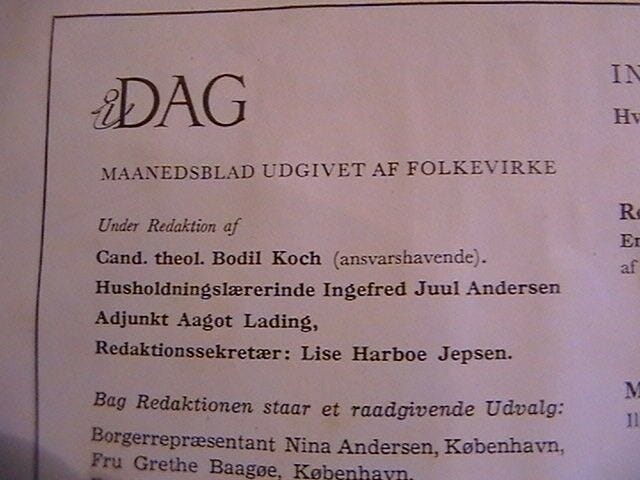 i DAG
MAANEDSBLAD UDGIVET AF FOLKEVIRKE
Under Redaktion af
Cand. theol. Bodil Koch (ansvarshavende).
Husholdningslærerinde Ingefred Juul Andersen
Adjunkt Aagot Lading,
Redaktionssekretær: Lise Harboe Jepsen.
Bag Redaktionen staar et raadgivende Udvalg:
Borgerrepræsentant Nina Andersen, København,
Fru Grethe Baagøe, København.